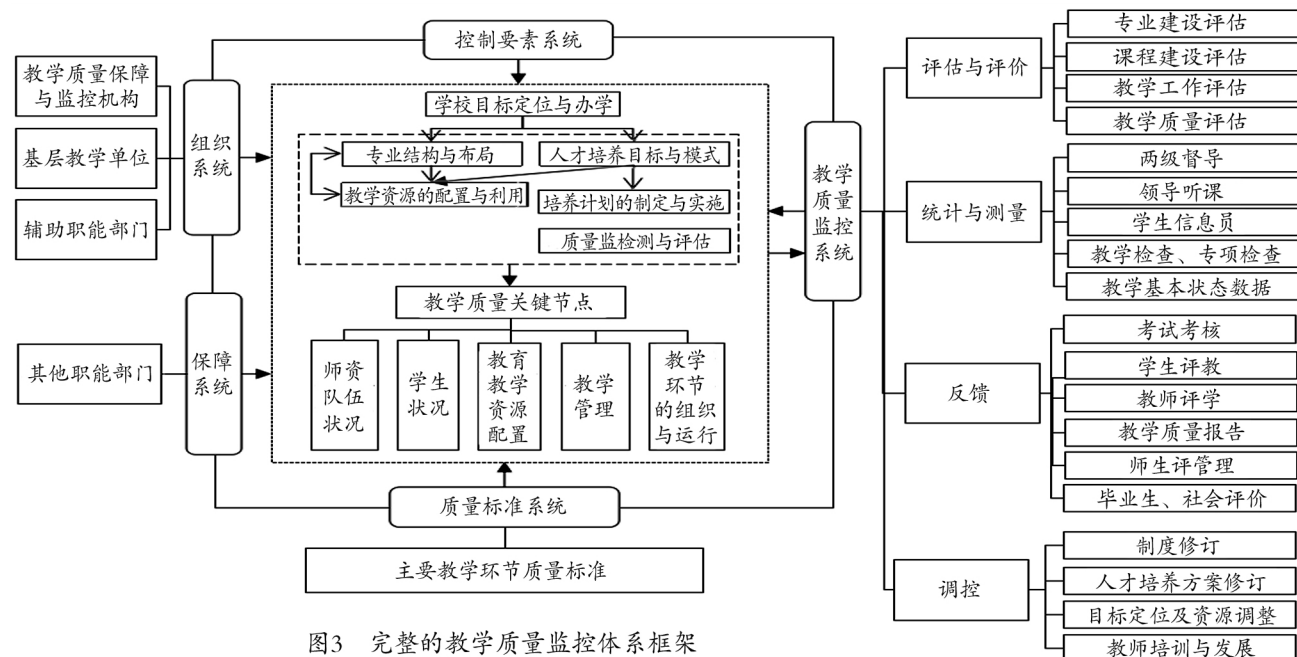 控制要素系统
教学质量保障
与监控机构
基层教学单位
辅助职能部门
组织
系统
其他职能部门
保障
系统
学校目标定位与办学
专业结构与布局
人才培养目标与模式
教学资源的配置与利用
培养计划的制定与实施
质量监检测与评估
教学质量关键节点
师资
队伍
状况
学生
状况
教育
教学
资源
配置
教学
管理
教学
环节
的组织
与运行
质量标准系统
主要教学环节质量标准
教学
质量
监控
系统
评估与评价
专业建设评估
课程建设评估
教学工作评估
教学质量评估
统计与测量
两级督导
领导听课
学生信息员
教学检查、专项检查
教学基本状态数据
反馈
考试考核
学生评教
教师评学
教学质量报告
师生评管理
毕业生、社会评价
调控
制度修订
人才培养方案修订
目标定位及资源调整
教师培训与发展
图3 完整的教学质量监控体系框架